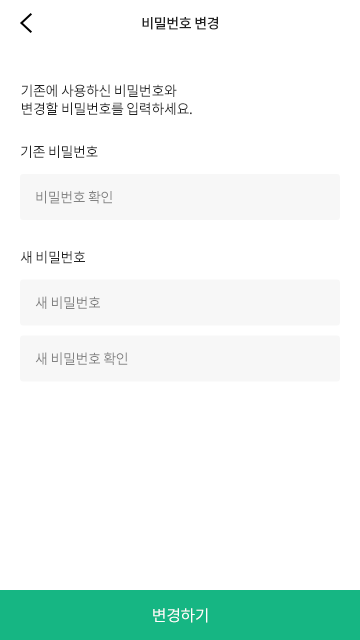 비밀번호 변경
기존에 사용하신 비밀번호와
변경할 비밀번호를 입력하세요.
기존 비밀번호
비밀번호 확인
새 비밀번호
새 비밀번호
새 비밀번호 확인
변경하기